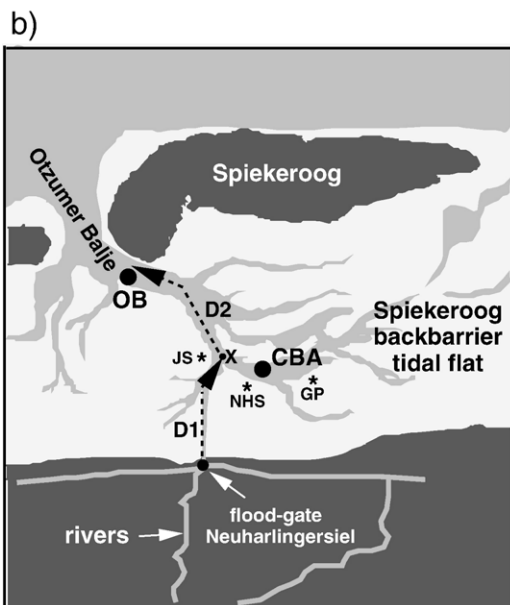 b)
Spiekeroog
Otzumer Balje
OB
D2
Spiekeroog
backbarrier
tidal flat
JS * X
CBA
*
NHS
*
GP
D1
flood-gate
Neuharlingersiel
rivers